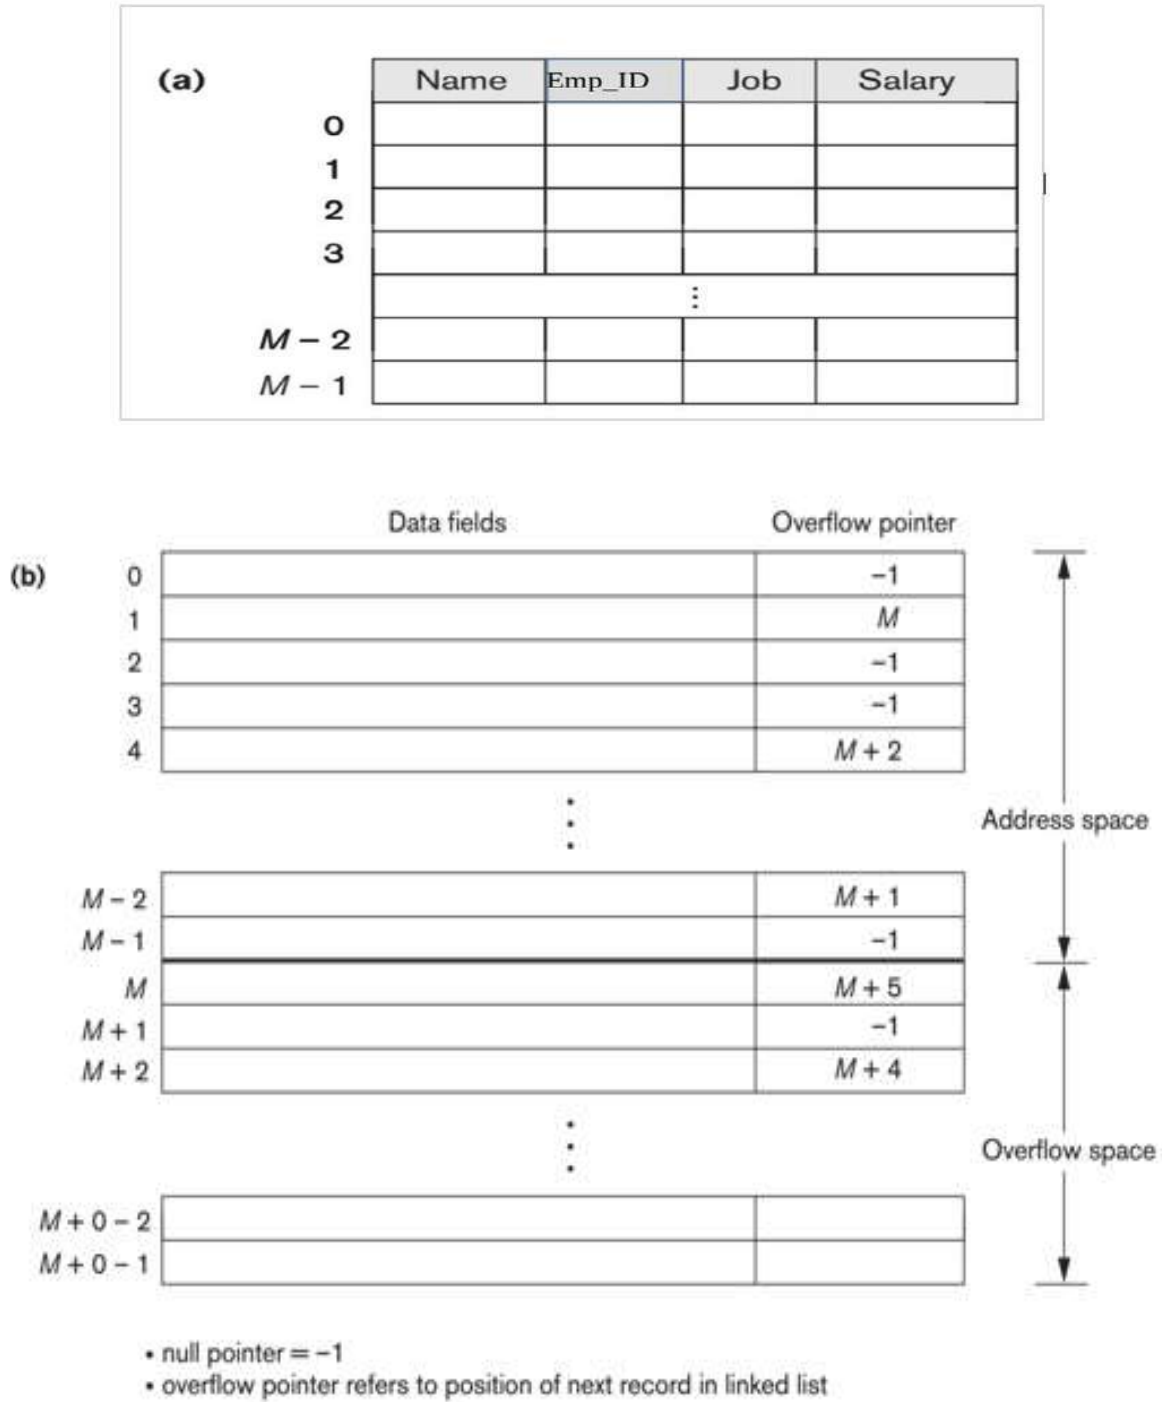 (a) Name Emp_ID Job Salary
0
1
2
3
⋮
M – 2
M – 1
Data fields Overflow pointer
(b) 0 –1
1 M
2 –1
3 –1
4 M + 2
⋮
Address space
M – 2 M + 1
M – 1 –1
M M + 5
M + 1 –1
M + 2 M + 4
⋮
Overflow space
M + 0 – 2
M + 0 – 1
• null pointer = –1
• overflow pointer refers to position of next record in linked list